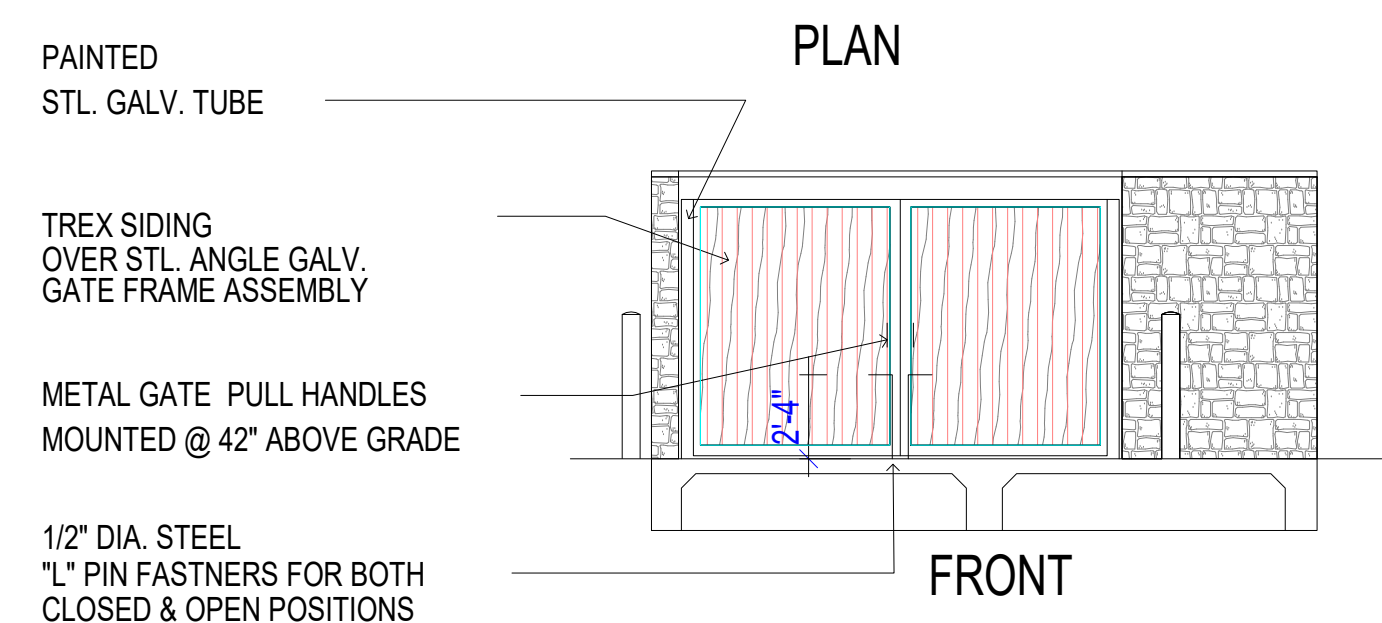 PLAN
PAINTED
STL. GALV. TUBE
TREX SIDING
OVER STL. ANGLE GALV.
GATE FRAME ASSEMBLY
METAL GATE PULL HANDLES
MOUNTED @ 42" ABOVE GRADE
2'-4"
1/2" DIA. STEEL
"L" PIN FASTNERS FOR BOTH
CLOSED & OPEN POSITIONS
FRONT